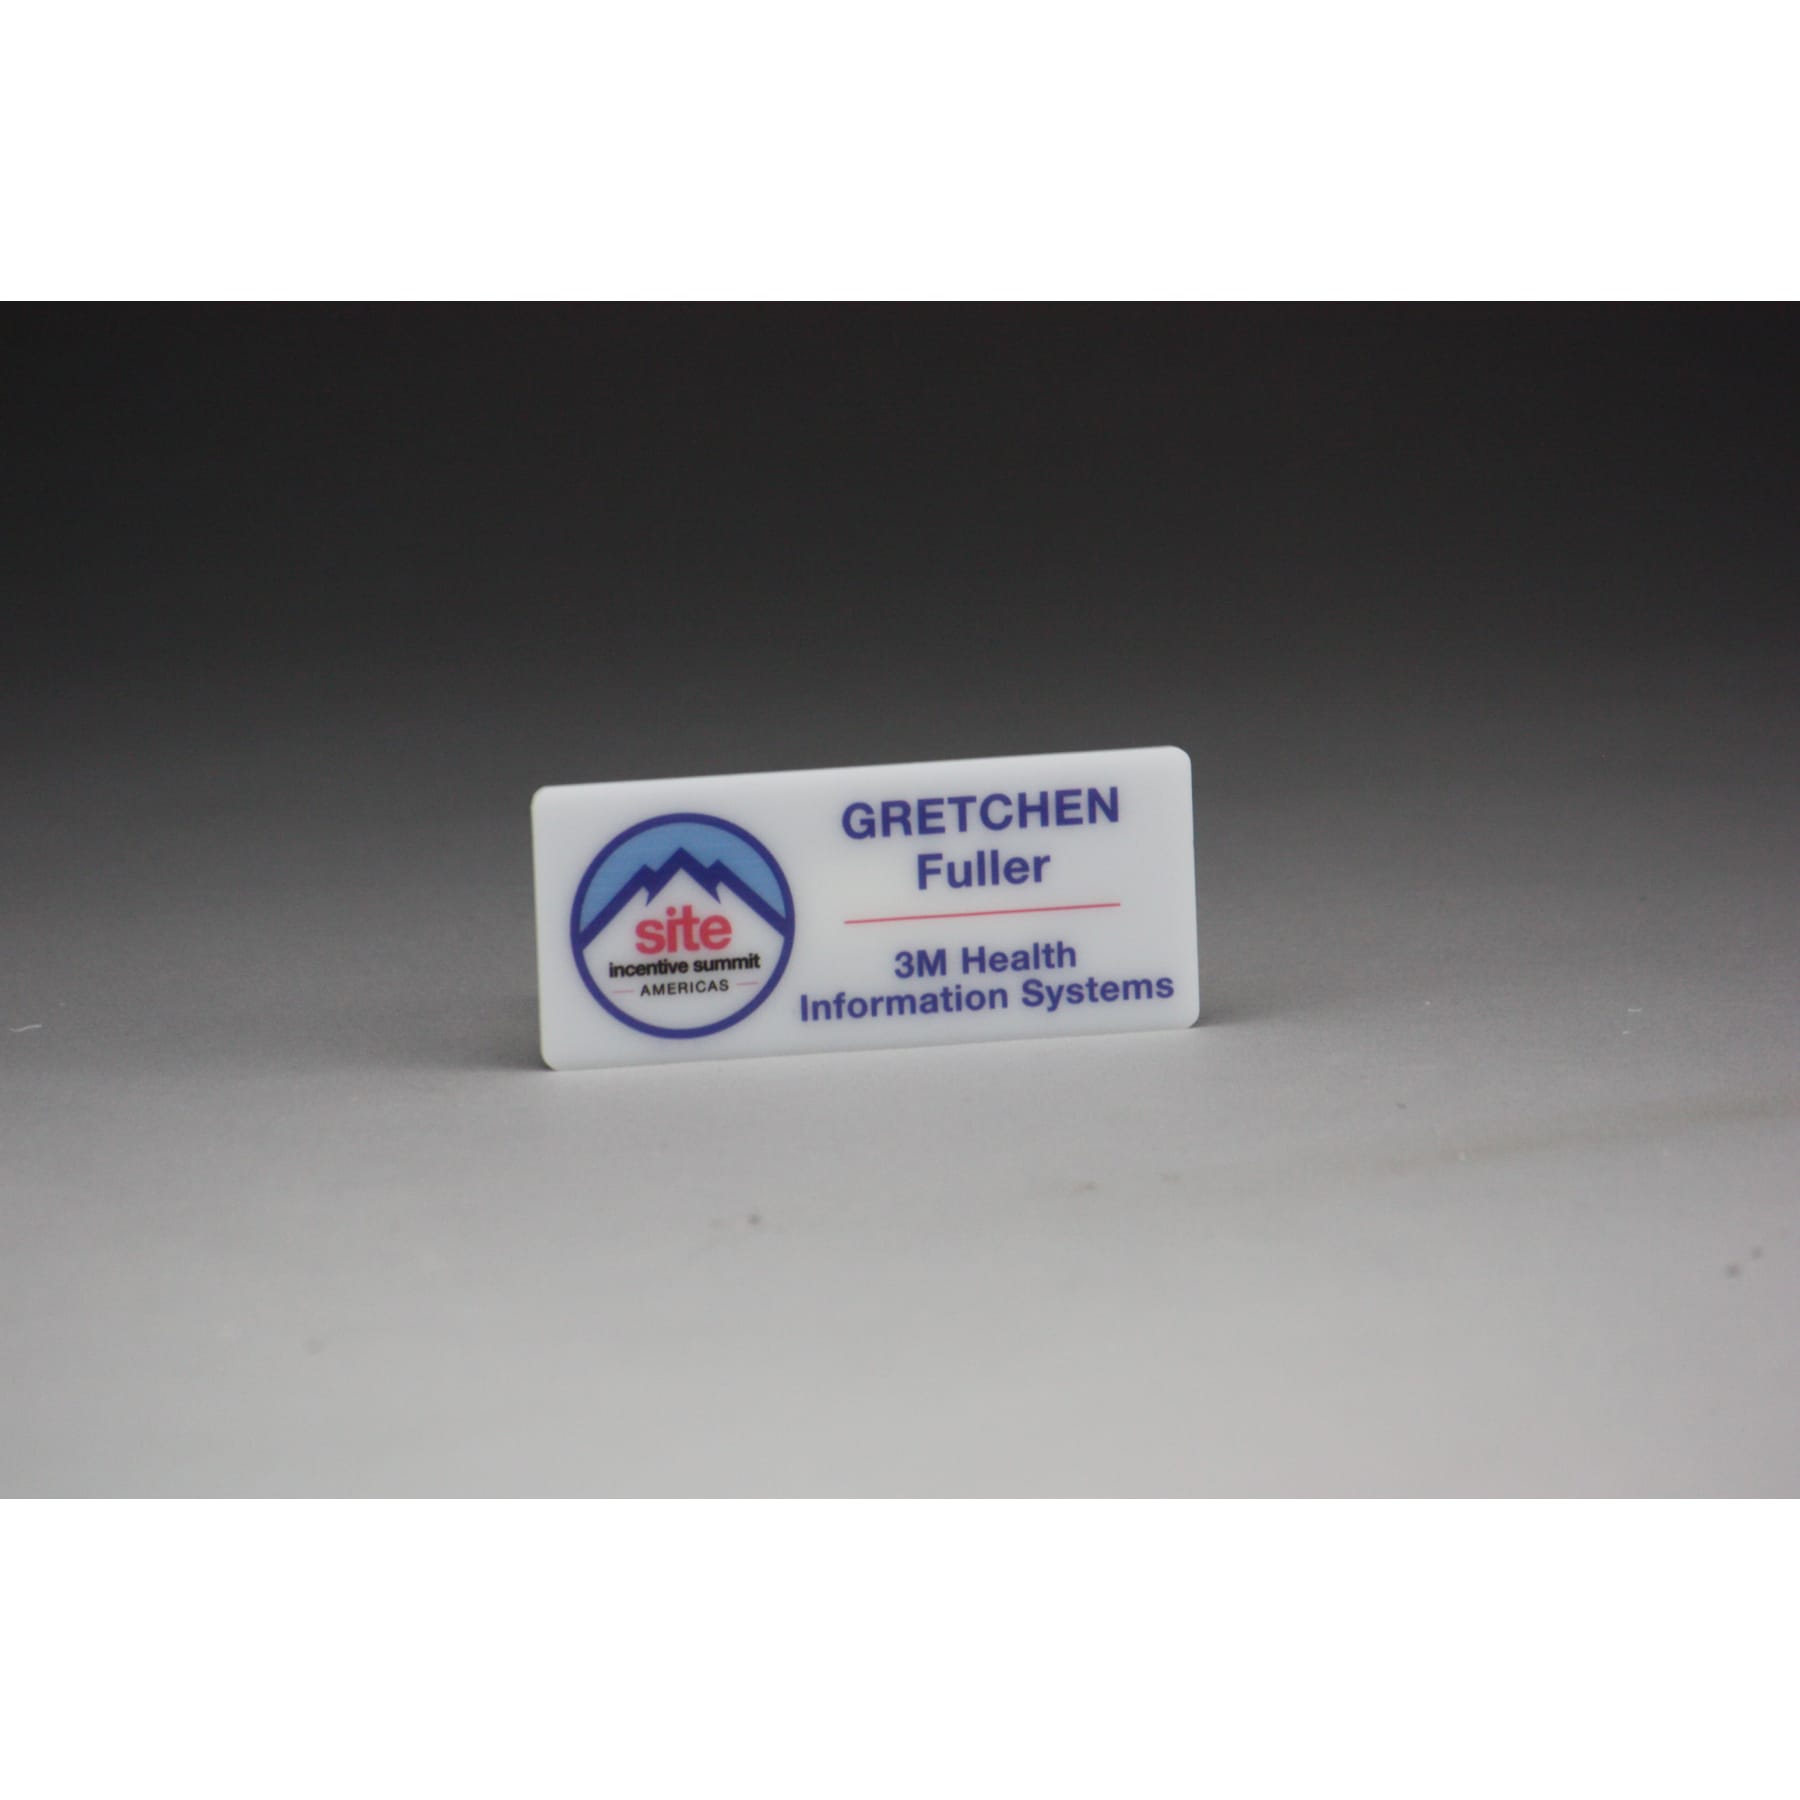 site
incentive summit
AMERICAS
GRETCHEN
Fuller
3M Health
Information Systems